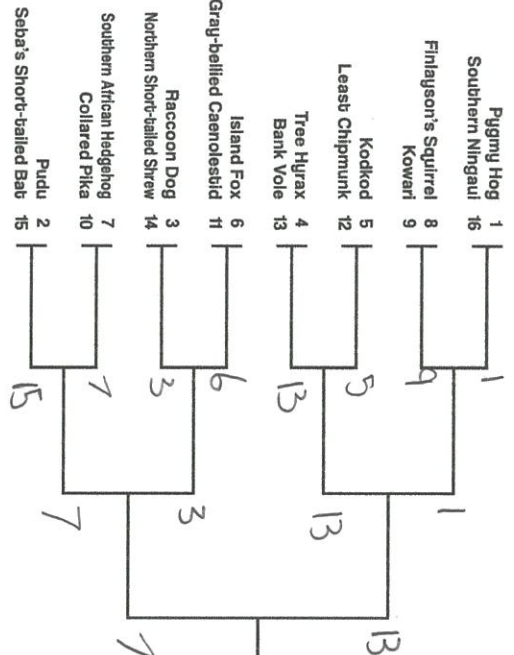 Pygmy Hog 1
Southern Ningaui 16
Finlayson's Squirrel 8
Kowari 9
Kodkod 5
Least Chipmunk 12
Tree Hyrax 4
Bank Vole 13
Island Fox 6
Gray-bellied Caenolestid 11
Raccoon Dog 3
Northern Short-tailed Shrew 14
Southern African Hedgehog 7
Collared Pika 10
Pudu 2
Seba's Short-tailed Bat 15
1
9
5
13
6
3
7
15
1
13
3
7
13
7